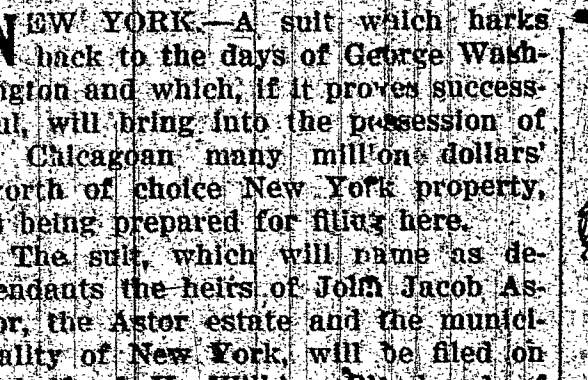 NEW YORK.—A suit which harks
back to the days of George Wash-
ington and which, if it proves success-
ful, will bring into the possession of
Chicagoan many millions dollars'
worth of choice New York property,
is being prepared for filing here.
The suit, which will name as de-
fendants the heirs of John Jacob As-
tor, the Astor estate and the munici-
pality of New York, will be filed on